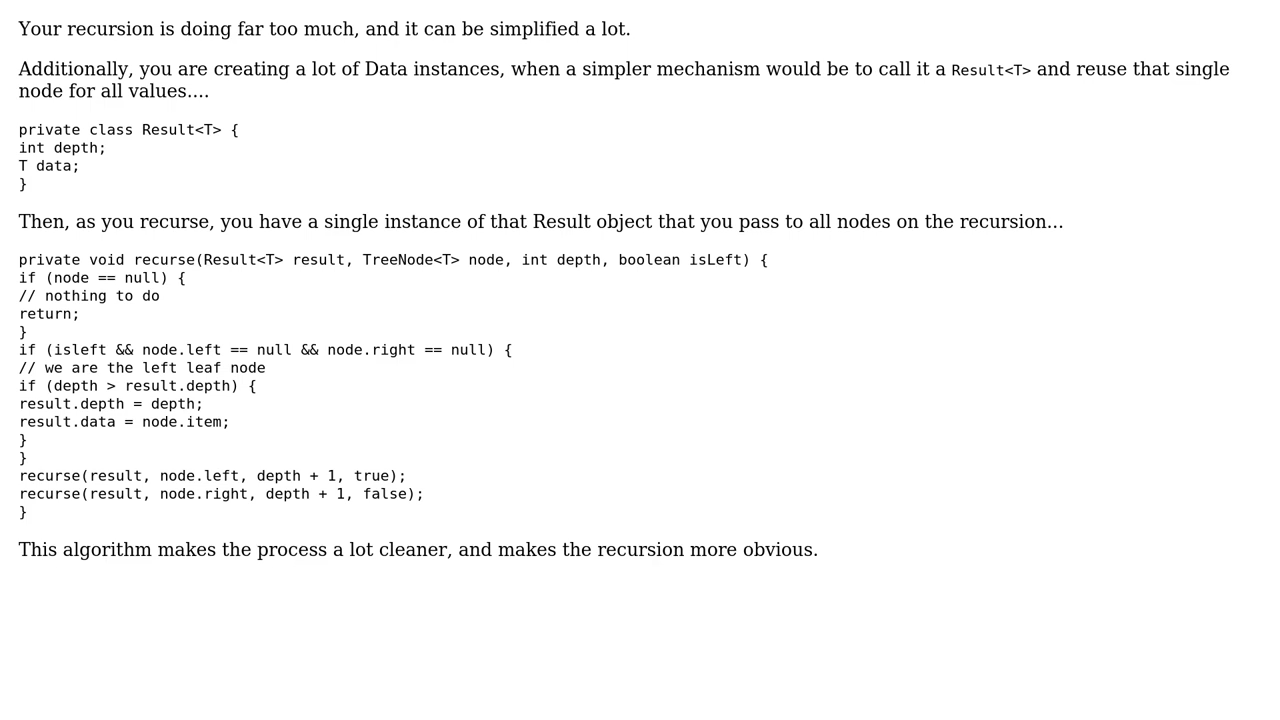 Your recursion is doing far too much, and it can be simplified a lot.
Additionally, you are creating a lot of Data instances, when a simpler mechanism would be to call it a Result<T> and reuse that single
node for all values....
private class Result<T> {
int depth;
T data;
}
Then, as you recurse, you have a single instance of that Result object that you pass to all nodes on the recursion...
private void recurse(Result<T> result, TreeNode<T> node, int depth, boolean isLeft) {
if (node == null) {
// nothing to do
return;
}
if (isleft && node.left == null && node.right == null) {
// we are the left leaf node
if (depth > result.depth) {
result.depth = depth;
result.data = node.item;
}
}
recurse(result, node.left, depth + 1, true);
recurse(result, node.right, depth + 1, false);
}
This algorithm makes the process a lot cleaner, and makes the recursion more obvious.